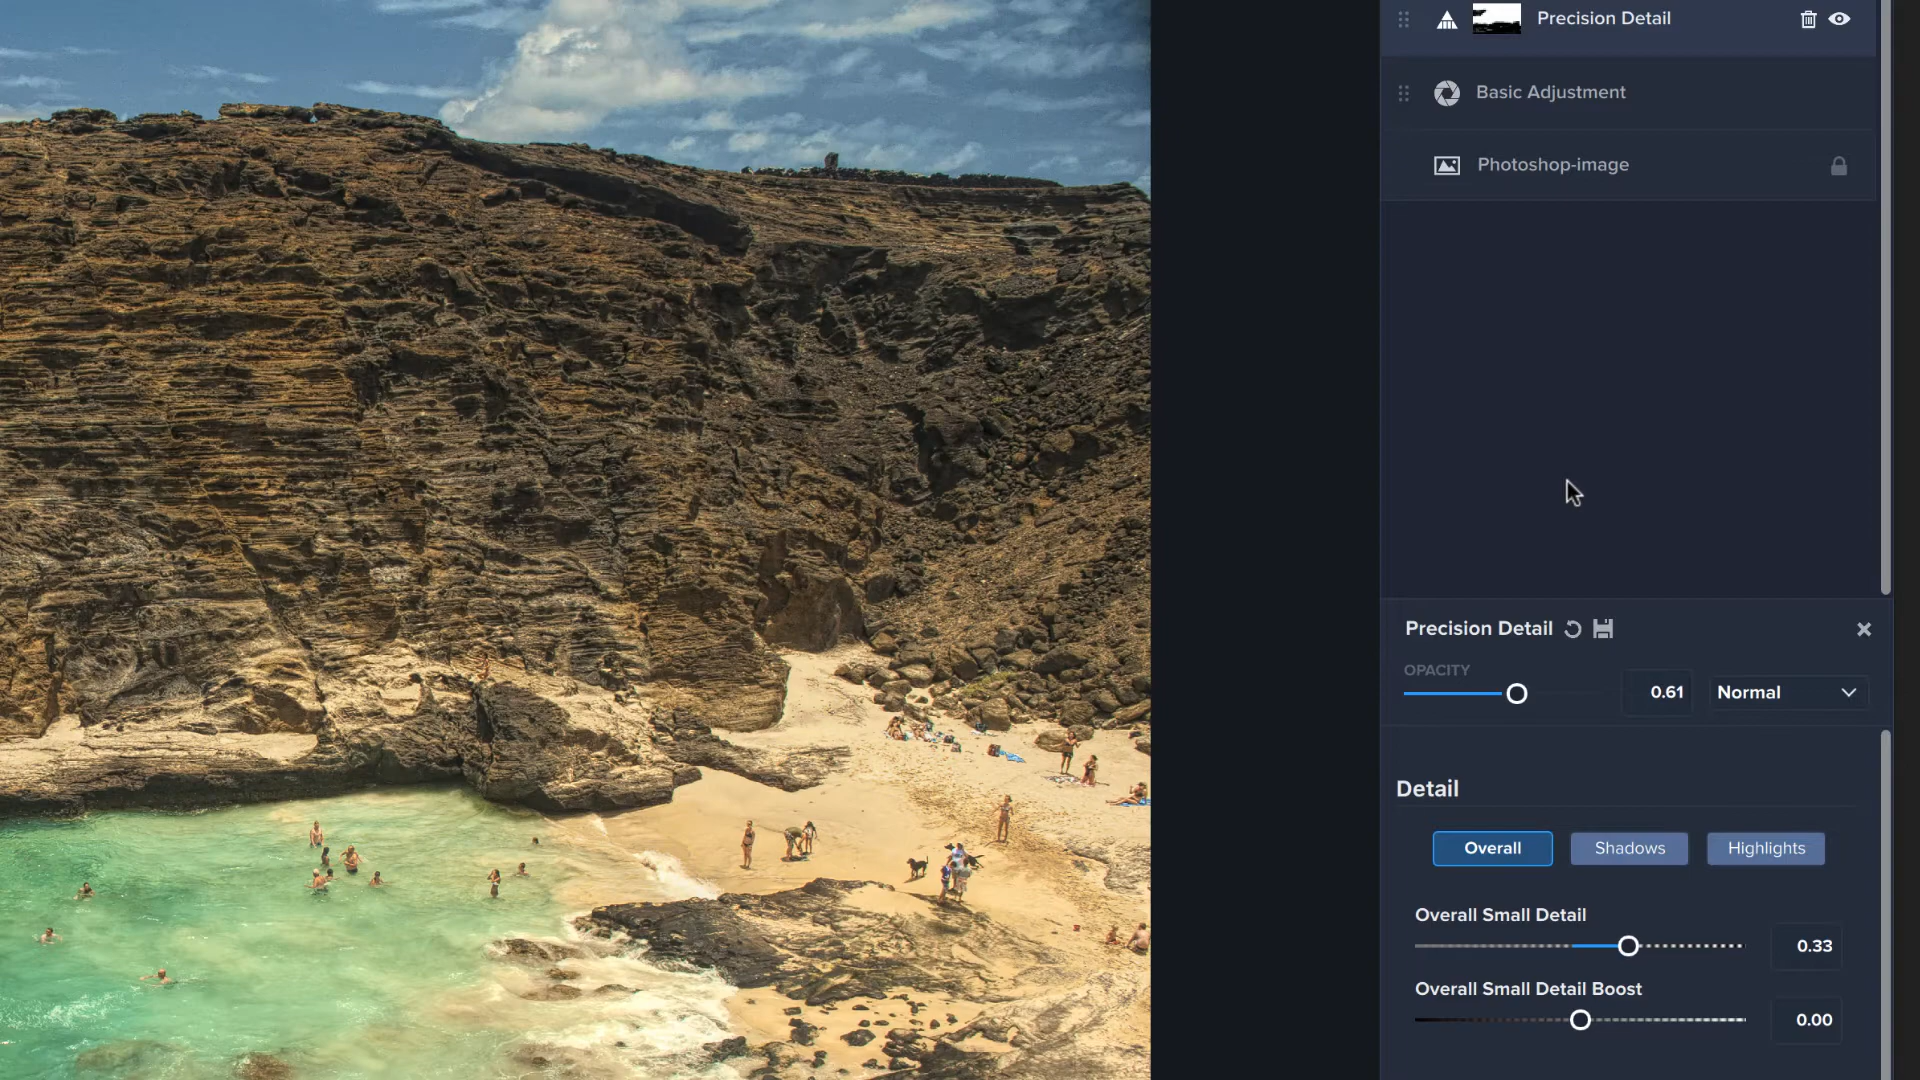 Precision Detail
Basic Adjustment
Photoshop-image
Precision Detail
OPACITY
0.61
Normal
Detail
Overall
Shadows
Highlights
Overall Small Detail
0.33
Overall Small Detail Boost
0.00